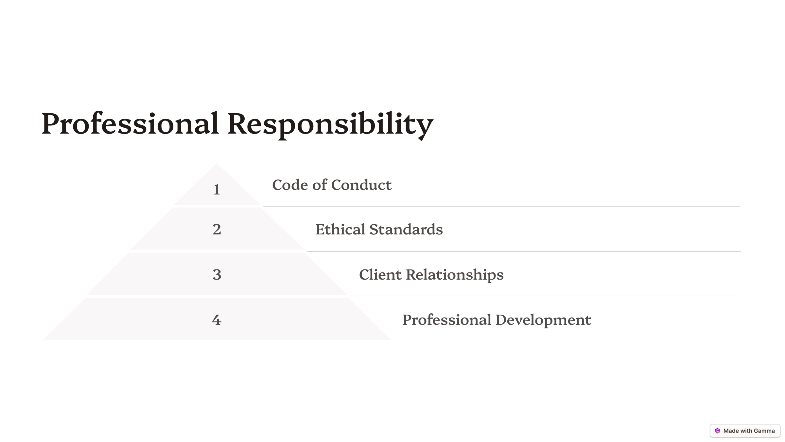 Professional Responsibility
1
Code of Conduct
2
Ethical Standards
3
Client Relationships
4
Professional Development
Made with Gamma